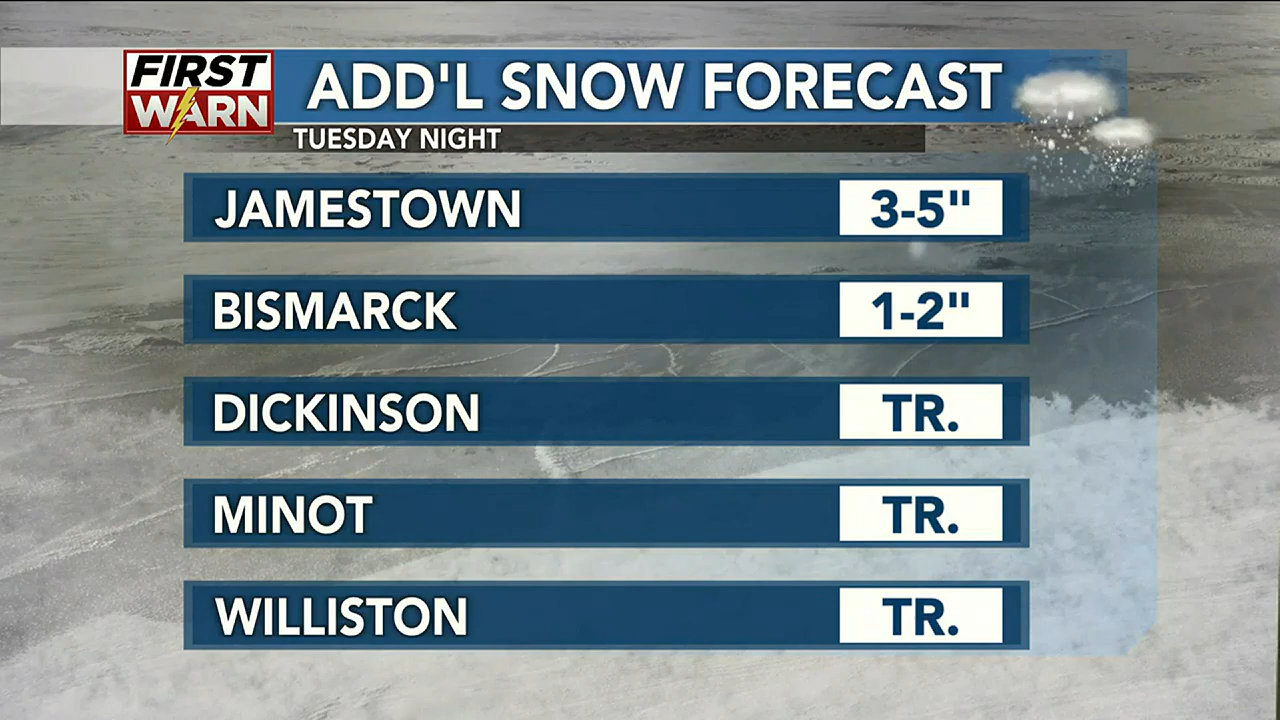 FIRST
WARN
ADD'L SNOW FORECAST
TUESDAY NIGHT
JAMESTOWN 3-5"
BISMARCK 1-2"
DICKINSON TR.
MINOT TR.
WILLISTON TR.